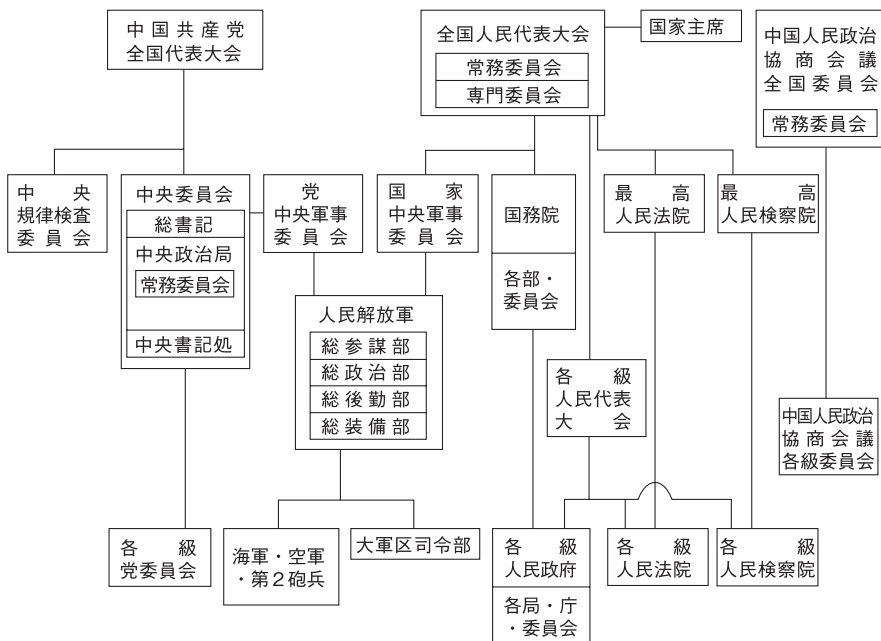 中国共産党
全国代表大会
全国人民代表大会
常務委員会
専門委員会
国家主席
中国人民政治
協商会議
全国委員会
常務委員会
中央
規律検査
委員会
中央委員会
総書記
中央政治局
常務委員会
中央書記処
党
中央軍事
委員会
国家
中央軍事
委員会
国務院
各部・
委員会
最高
人民法院
最高
人民検察院
人民解放軍
総参謀部
総政治部
総後勤部
総装備部
各級
人民代表
大会
中国人民政治
協商会議
各級委員会
各級
党委員会
海軍・空軍
・第2砲兵
大軍区司令部
各級
人民政府
各局・庁
・委員会
各級
人民法院
各級
人民検察院